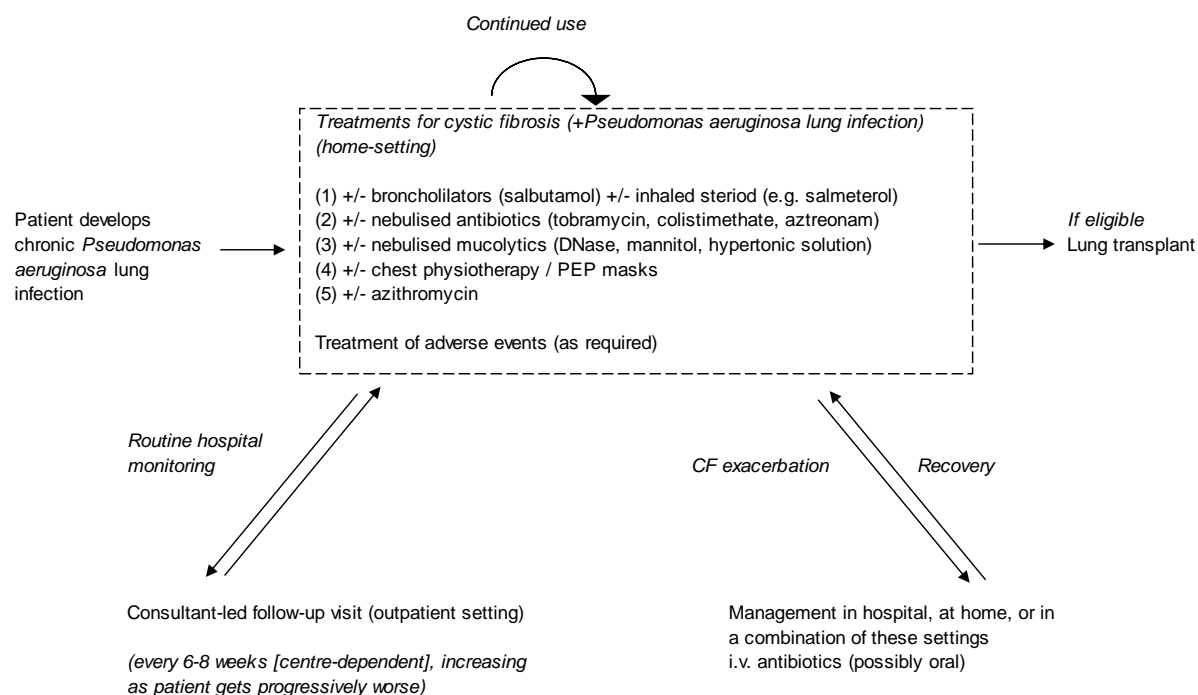 Continued use
Treatments for cystic fibrosis (+Pseudomonas aeruginosa lung infection)
(home-setting)
(1) +/- broncholilators (salbutamol) +/- inhaled steriod (e.g. salmeterol)
(2) +/- nebulised antibiotics (tobramycin, colistimethate, aztreonam)
(3) +/- nebulised mucolytics (DNase, mannitol, hypertonic solution)
(4) +/- chest physiotherapy / PEP masks
(5) +/- azithromycin
Treatment of adverse events (as required)
Patient develops
chronic Pseudomonas
aeruginosa lung
infection
If eligible
Lung transplant
Routine hospital
monitoring
CF exacerbation
Recovery
Consultant-led follow-up visit (outpatient setting)
(every 6-8 weeks [centre-dependent], increasing
as patient gets progressively worse)
Management in hospital, at home, or in
a combination of these settings
i.v. antibiotics (possibly oral)